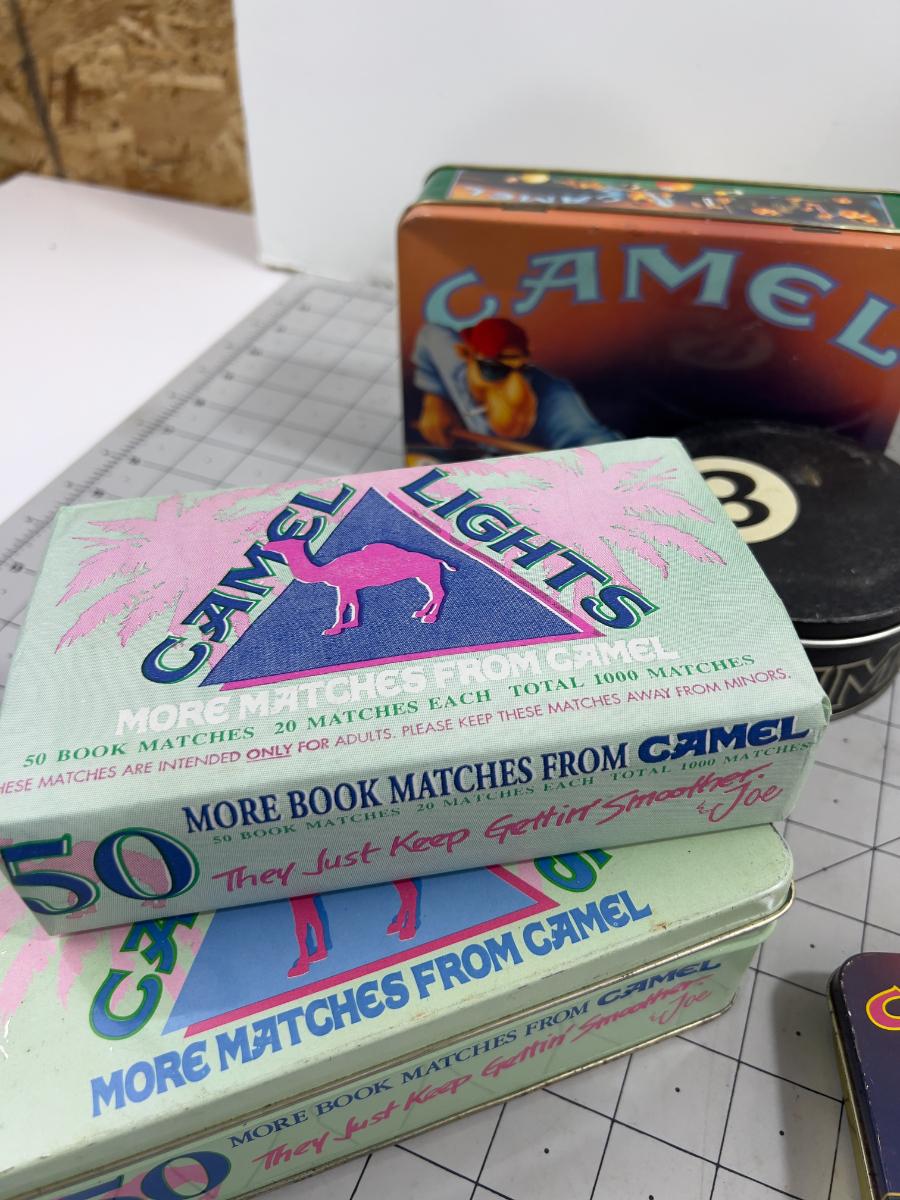 CAMEL
CAMEL
8
CAMEL LIGHTS
MORE MATCHES FROM CAMEL
50 BOOK MATCHES 20 MATCHES EACH TOTAL 1000 MATCHES
THESE MATCHES ARE INTENDED ONLY FOR ADULTS. PLEASE KEEP THESE MATCHES AWAY FROM MINORS.
50 MORE BOOK MATCHES FROM CAMEL
50 BOOK MATCHES 20 MATCHES EACH TOTAL 1000 MATCHES
They Just Keep Gettin' Smoother.
Joe
MORE MATCHES FROM CAMEL
50 MORE BOOK MATCHES FROM CAMEL
They Just Keep Gettin' Smoother.
Joe